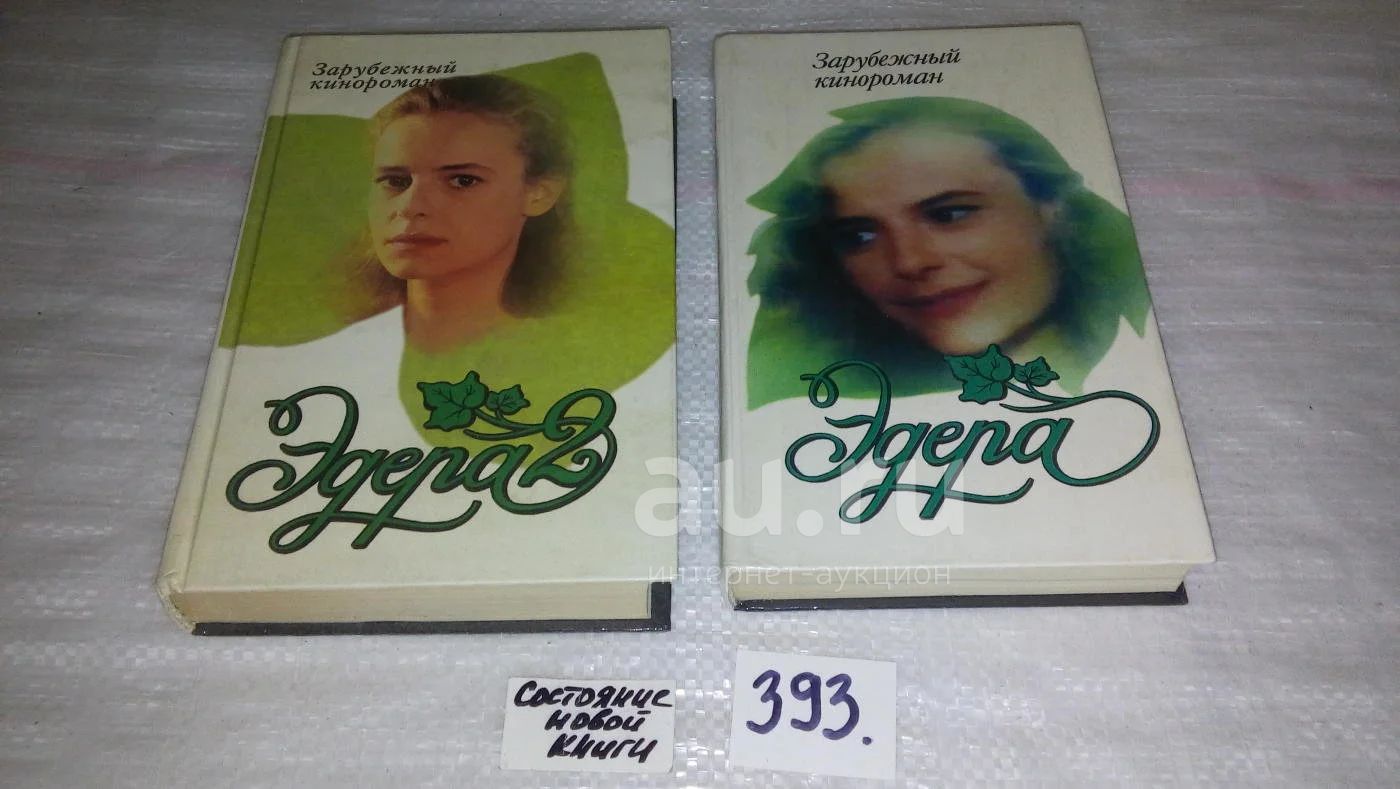 Зарубежный
кинороман
Эдера 2
Зарубежный
кинороман
Эдера
au.ru
интернет-аукцион
Состояние
новой
книги
393.